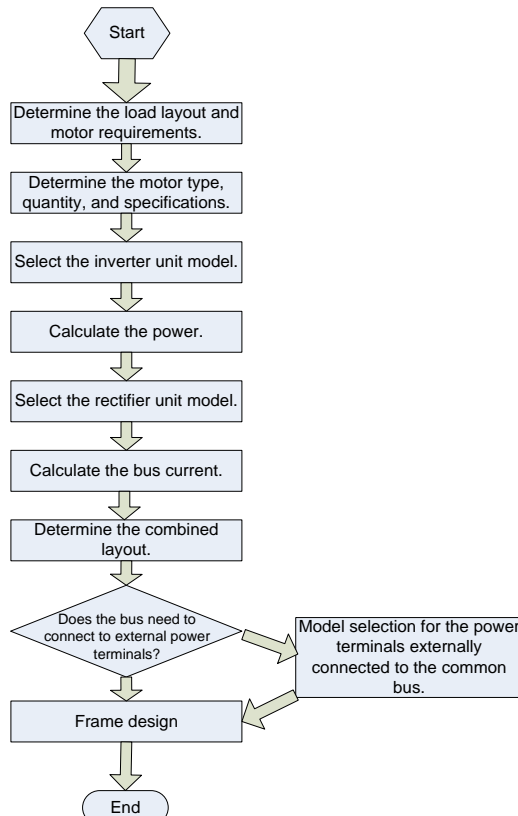 Start
Determine the load layout and
motor requirements.
Determine the motor type,
quantity, and specifications.
Select the inverter unit model.
Calculate the power.
Select the rectifier unit model.
Calculate the bus current.
Determine the combined
layout.
Does the bus need to
connect to external power
terminals?
Model selection for the power
terminals externally
connected to the common
bus.
Frame design
End